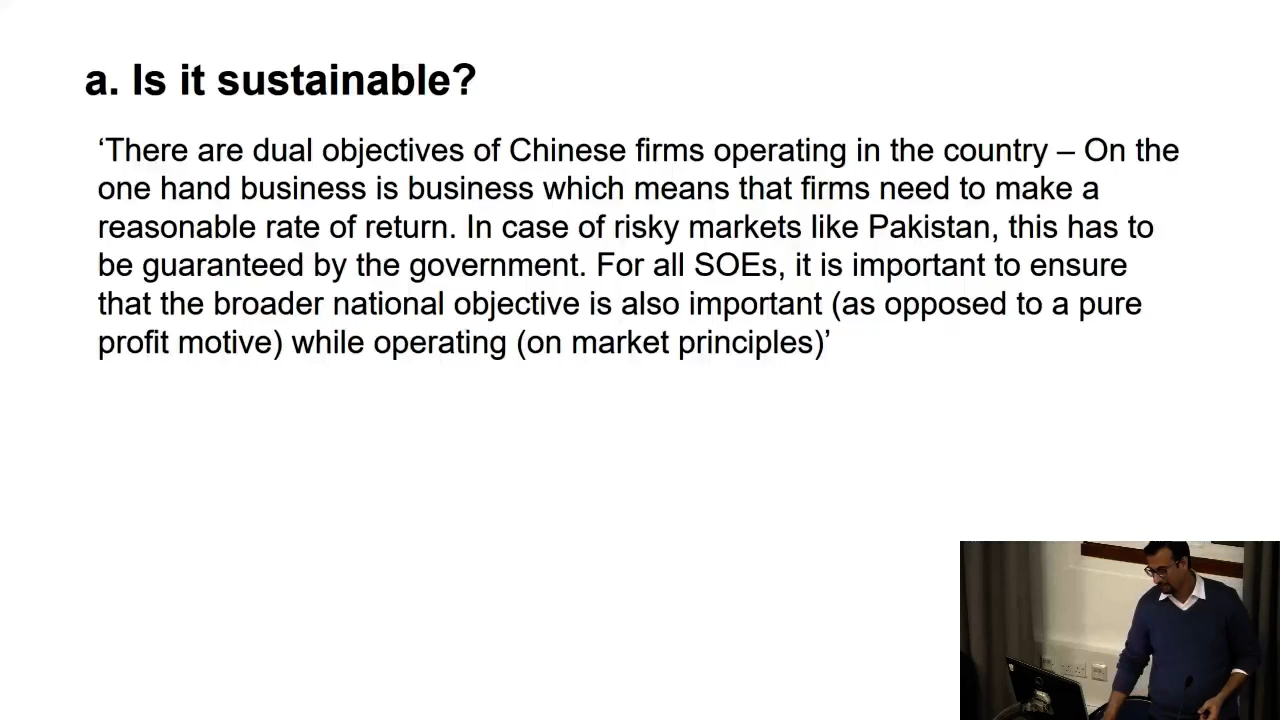 a. Is it sustainable?
‘There are dual objectives of Chinese firms operating in the country – On the
one hand business is business which means that firms need to make a
reasonable rate of return. In case of risky markets like Pakistan, this has to
be guaranteed by the government. For all SOEs, it is important to ensure
that the broader national objective is also important (as opposed to a pure
profit motive) while operating (on market principles)’